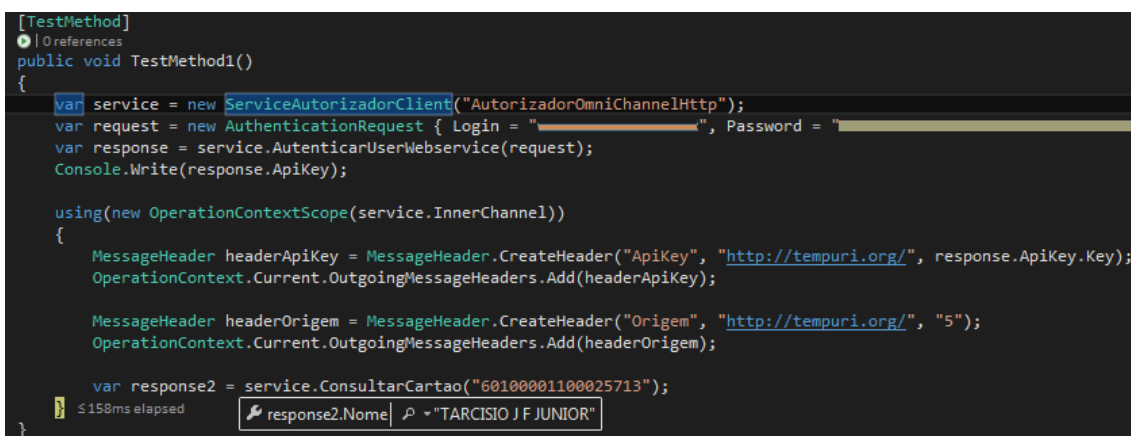 [TestMethod]
0 references
public void TestMethod1()
{
var service = new ServiceAutorizadorClient("AutorizadorOmniChannelHttp");
var request = new AuthenticationRequest { Login = "", Password = "
var response = service.AutenticarUserWebservice(request);
Console.Write(response.ApiKey);
using(new OperationContextScope(service.InnerChannel))
{
MessageHeader headerApiKey = MessageHeader.CreateHeader("ApiKey", "http://tempuri.org/", response.ApiKey.Key);
OperationContext.Current.OutgoingMessageHeaders.Add(headerApiKey);
MessageHeader headerOrigem = MessageHeader.CreateHeader("Origem", "http://tempuri.org/", "5");
OperationContext.Current.OutgoingMessageHeaders.Add(headerOrigem);
var response2 = service.ConsultarCartao("60100001100025713");
} ≤158ms elapsed
response2.Nome "TARCISIO J F JUNIOR"
}